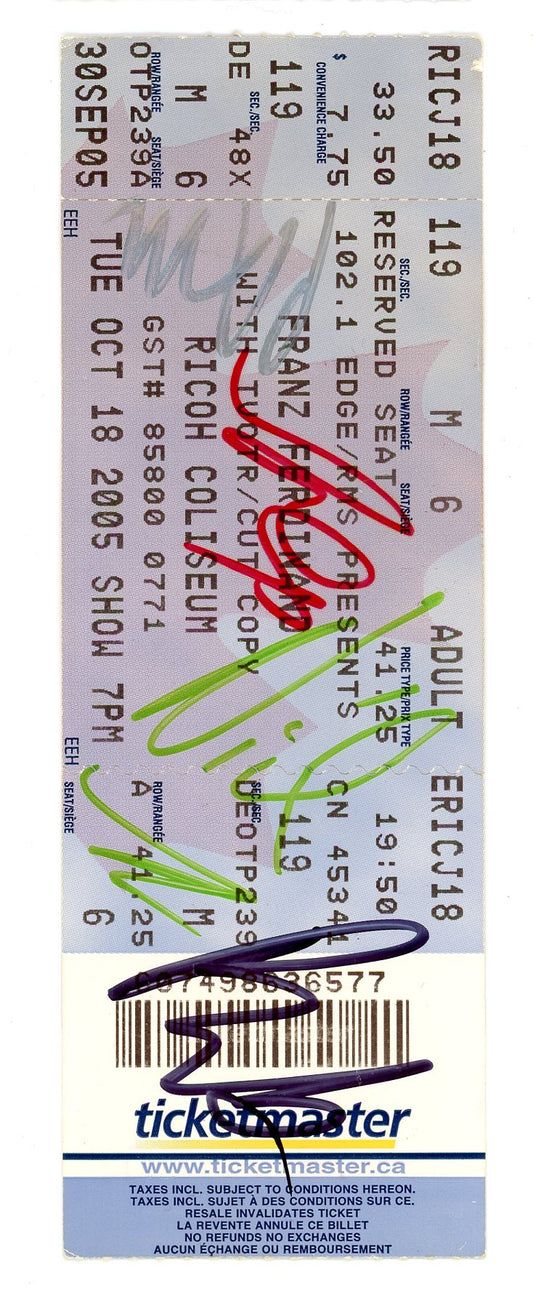 RICJ18 119 M 6 ADULT ERICJ18
SEC./SEC. ROW/RANGÉE SEAT/SIÈGE PRICE TYPE/PRIX TYPE
33.50 RESERVED SEAT 41.25 19:50
$ 7.75 102.1 EDGE/RMS PRESENTS CN 45341
CONVENIENCE CHARGE
119 FRANZ FERDINAND 119
SEC./SEC. SEC./SEC.
DE 48X WITH TVOTR/CUT COPY DEOTP239
M 6 RICOH COLISEUM M
ROW/RANGÉE SEAT/SIÈGE ROW/RANGÉE
OTP239A GST# 85800 0771 A 41.25
30SEP05 TUE OCT 18 2005 SHOW 7PM 6
EEH EEH SEAT/SIÈGE
007498636577
ticketmaster
www.ticketmaster.ca
TAXES INCL. SUBJECT TO CONDITIONS HEREON.
TAXES INCL. SUJET À DES CONDITIONS SUR CE.
RESALE INVALIDATES TICKET
LA REVENTE ANNULE CE BILLET
NO REFUNDS NO EXCHANGES
AUCUN ÉCHANGE OU REMBOURSEMENT